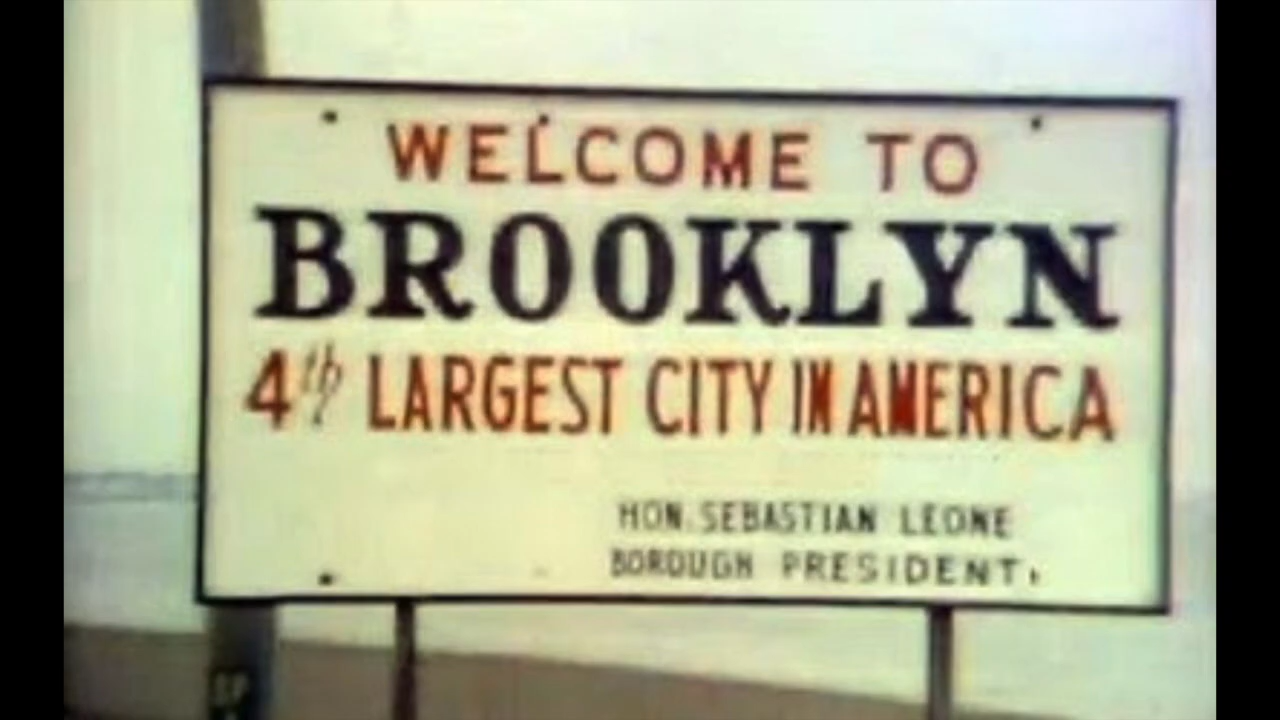 WELCOME TO
BROOKLYN
4th LARGEST CITY IN AMERICA
HON. SEBASTIAN LEONE
BOROUGH PRESIDENT